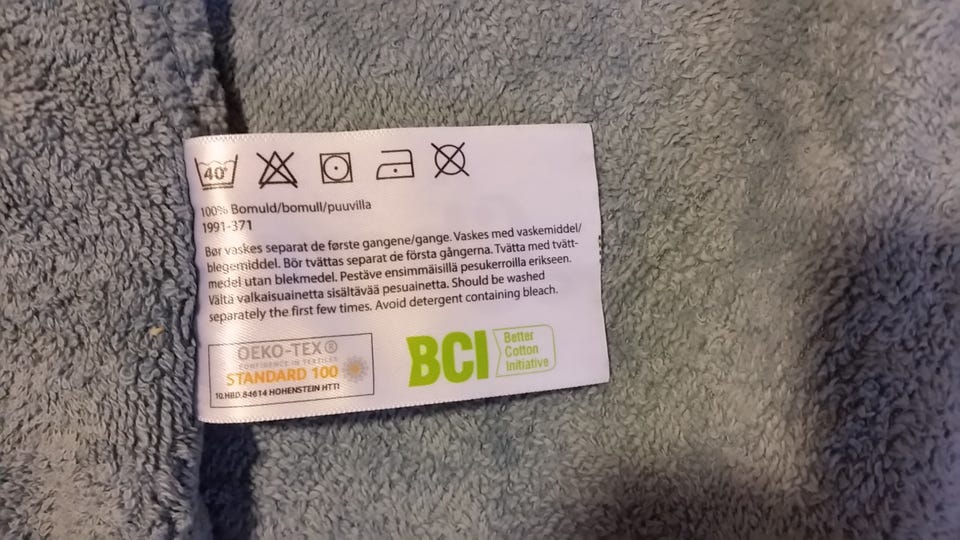 40°
100% Bomuld/bomull/puuvilla
1991-371
Bør vaskes separat de første gangene/gange. Vaskes med vaskemiddel/
blegemiddel. Bör tvättas separat de första gångerna. Tvätta med tvätt-
medel utan blekmedel. Pestäve ensimmäisillä pesukerroilla erikseen.
Vältä valkaisuainetta sisältävää pesuainetta. Should be washed
separately the first few times. Avoid detergent containing bleach.
OEKO-TEX®
CONFIDENCE IN TEXTILES
STANDARD 100
10.HBD.84614 HOHENSTEIN HTTI
BCI
Better
Cotton
Initiative